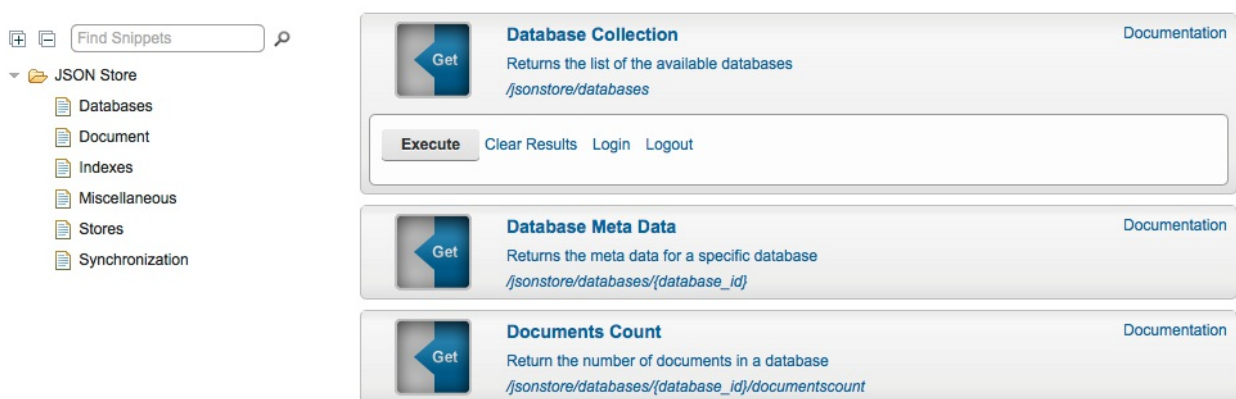 Find Snippets
JSON Store
Databases
Document
Indexes
Miscellaneous
Stores
Synchronization
Get
Database Collection
Documentation
Returns the list of the available databases
/jsonstore/databases
Execute Clear Results Login Logout
Get
Database Meta Data
Documentation
Returns the meta data for a specific database
/jsonstore/databases/{database_id}
Get
Documents Count
Documentation
Return the number of documents in a database
/jsonstore/databases/{database_id}/documentscount